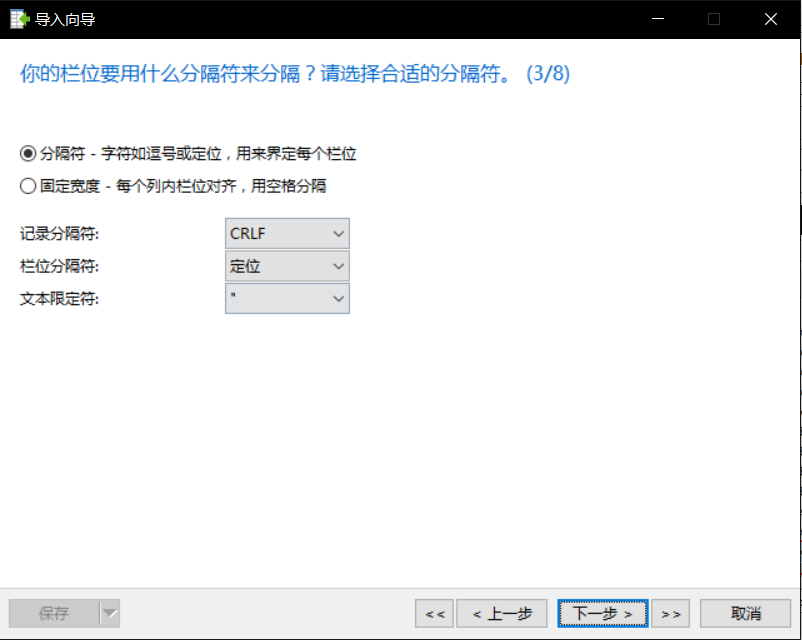 导入向导
你的栏位要用什么分隔符来分隔？请选择合适的分隔符。 (3/8)
分隔符 - 字符如逗号或定位，用来界定每个栏位
固定宽度 - 每个列内栏位对齐，用空格分隔
记录分隔符: CRLF
栏位分隔符: 定位
文本限定符: "
保存 << < 上一步 下一步 > >> 取消